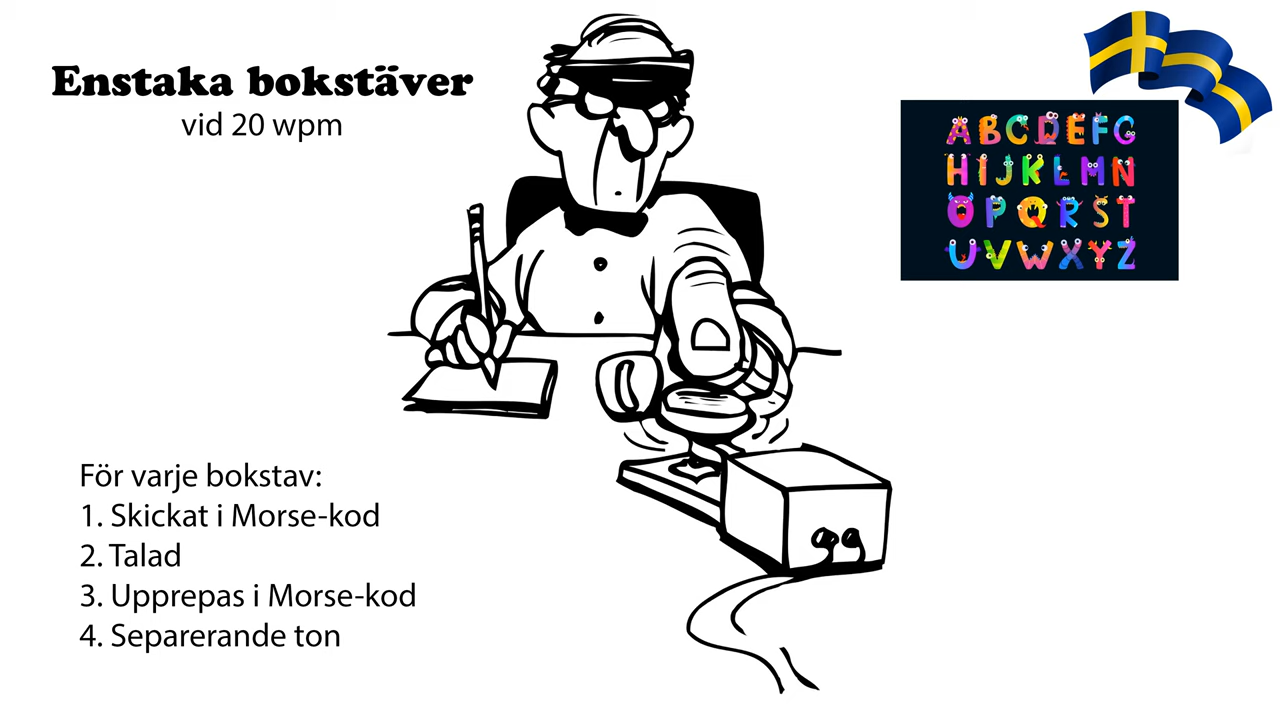 Enstaka bokstäver
vid 20 wpm
ABCDEFG
HIJKLMN
OPQRST
UVWXYZ
För varje bokstav:
1. Skickat i Morse-kod
2. Talad
3. Upprepas i Morse-kod
4. Separerande ton